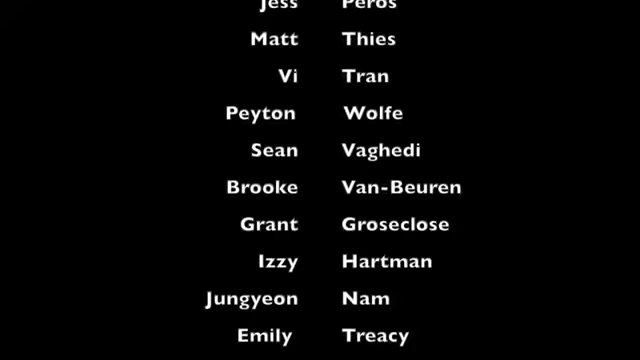 Jess Peros
Matt Thies
Vi Tran
Peyton Wolfe
Sean Vaghedi
Brooke Van-Beuren
Grant Groseclose
Izzy Hartman
Jungyeon Nam
Emily Treacy